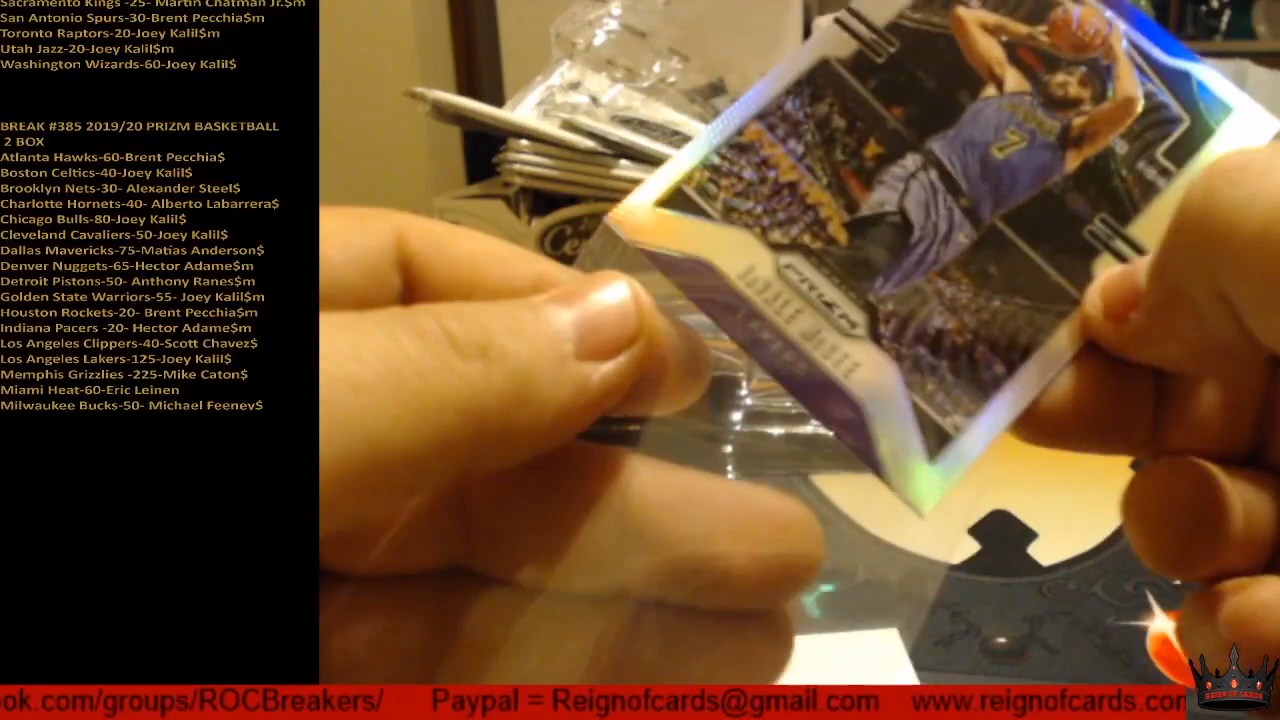 Sacramento Kings -25- Martin Chatman Jr.$m
San Antonio Spurs-30-Brent Pecchia$m
Toronto Raptors-20-Joey Kalil$m
Utah Jazz-20-Joey Kalil$m
Washington Wizards-60-Joey Kalil$
BREAK #385 2019/20 PRIZM BASKETBALL
2 BOX
Atlanta Hawks-60-Brent Pecchia$
Boston Celtics-40-Joey Kalil$
Brooklyn Nets-30- Alexander Steel$
Charlotte Hornets-40- Alberto Labarrera$
Chicago Bulls-80-Joey Kalil$
Cleveland Cavaliers-50-Joey Kalil$
Dallas Mavericks-75-Matias Anderson$
Denver Nuggets-65-Hector Adame$m
Detroit Pistons-50- Anthony Ranes$m
Golden State Warriors-55- Joey Kalil$m
Houston Rockets-20- Brent Pecchia$m
Indiana Pacers -20- Hector Adame$m
Los Angeles Clippers-40-Scott Chavez$
Los Angeles Lakers-125-Joey Kalil$
Memphis Grizzlies -225-Mike Caton$
Miami Heat-60-Eric Leinen
Milwaukee Bucks-50- Michael Feeney$
7
PRIZM
ok.com/groups/ROCBreakers/ Paypal = Reignofcards@gmail.com www.reignofcards.cor
REIGN OF CARDS